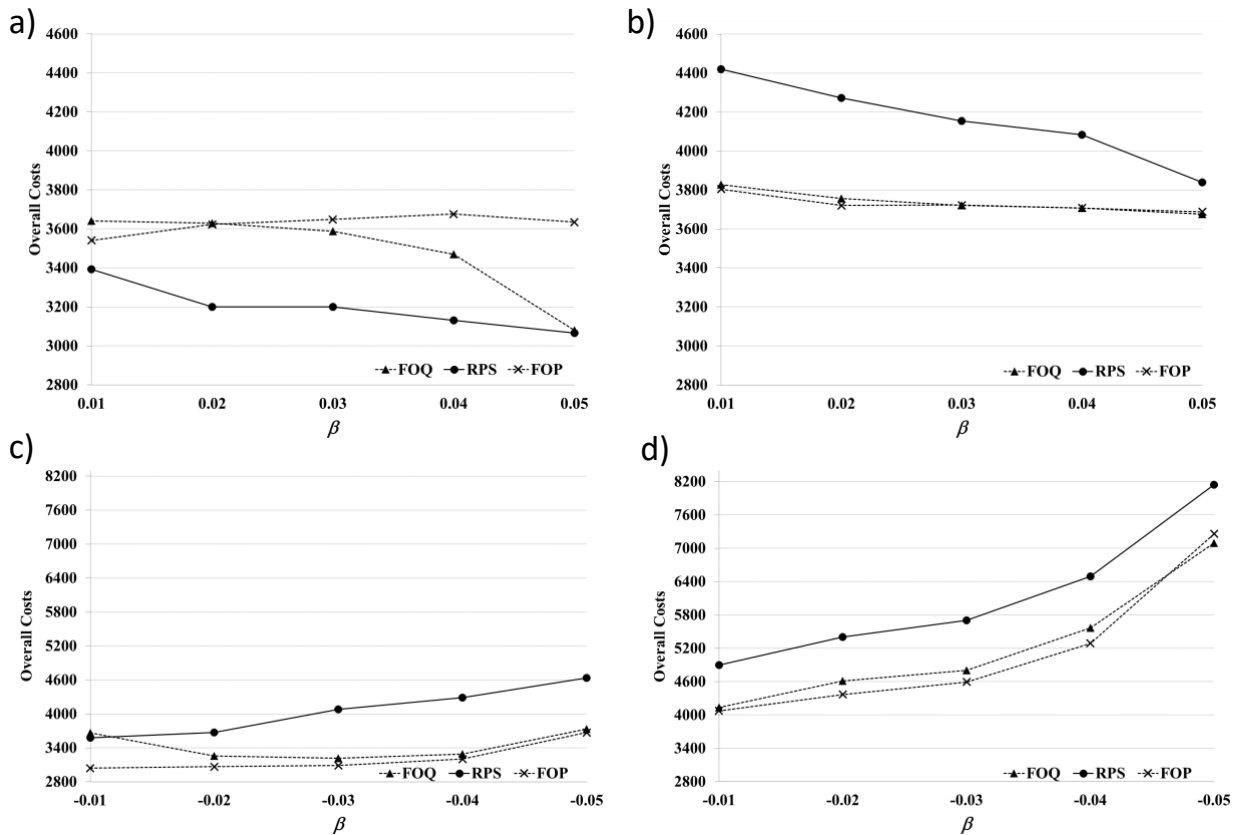 a)
4600
4400
4200
4000
3800
3600
3400
3200
3000
2800
Overall Costs
FOQ RPS FOP
0.01 0.02 0.03 0.04 0.05
β
b)
4600
4400
4200
4000
3800
3600
3400
3200
3000
2800
Overall Costs
FOQ RPS FOP
0.01 0.02 0.03 0.04 0.05
β
c)
8200
7600
7000
6400
5800
5200
4600
4000
3400
2800
Overall Costs
FOQ RPS FOP
-0.01 -0.02 -0.03 -0.04 -0.05
β
d)
8200
7600
7000
6400
5800
5200
4600
4000
3400
2800
Overall Costs
FOQ RPS FOP
-0.01 -0.02 -0.03 -0.04 -0.05
β